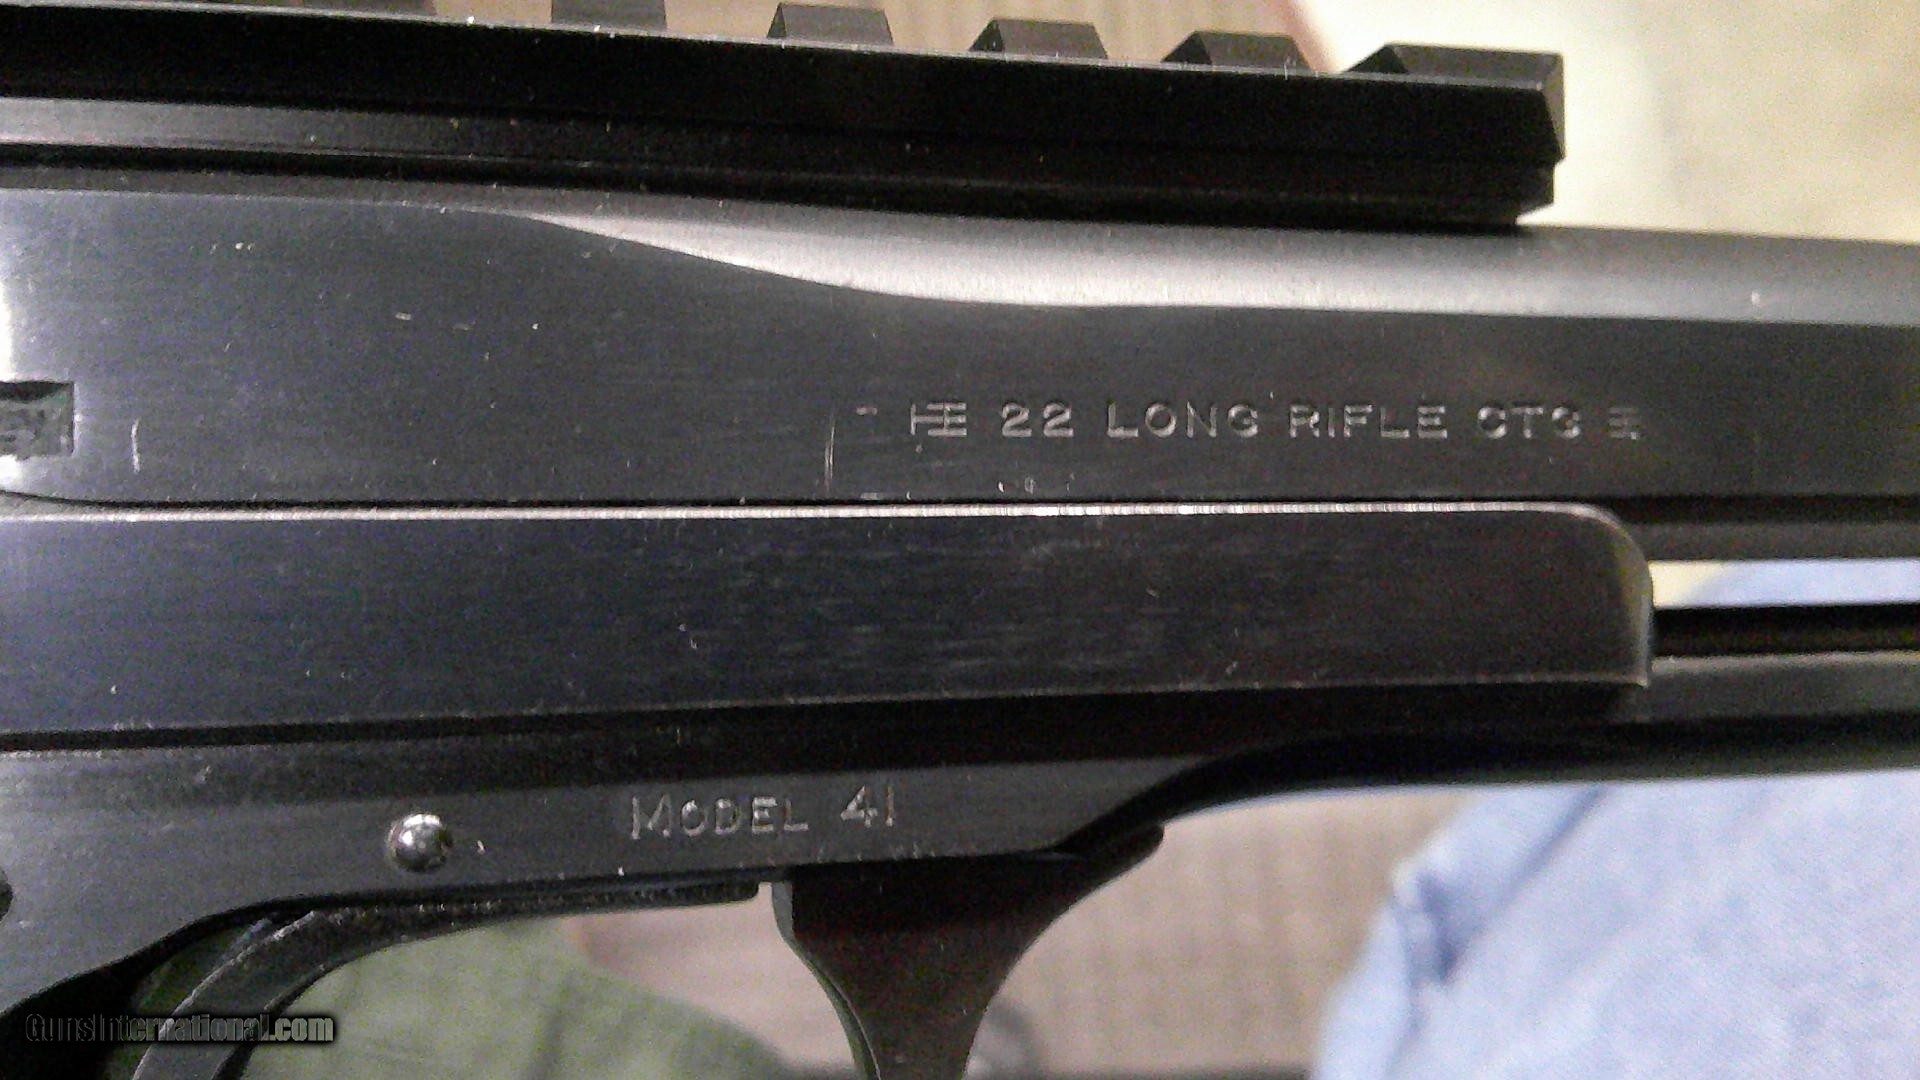 22 LONG RIFLE CTG
MODEL 41
GunsInternational.com